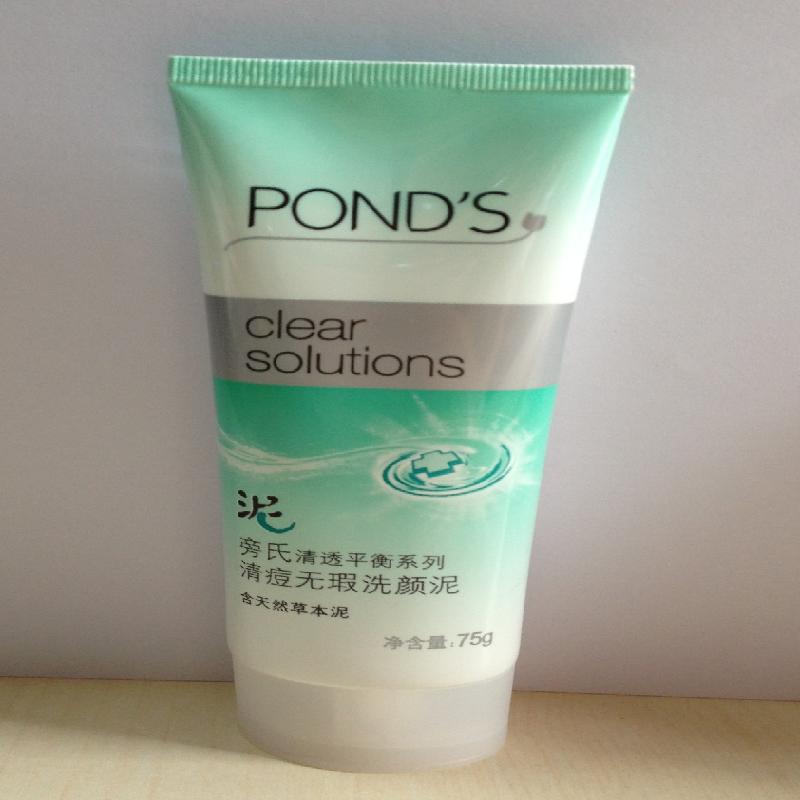 POND'S
clear
solutions
泥
旁氏清透平衡系列
清痘无瑕洗颜泥
含天然草本泥
净含量:75g